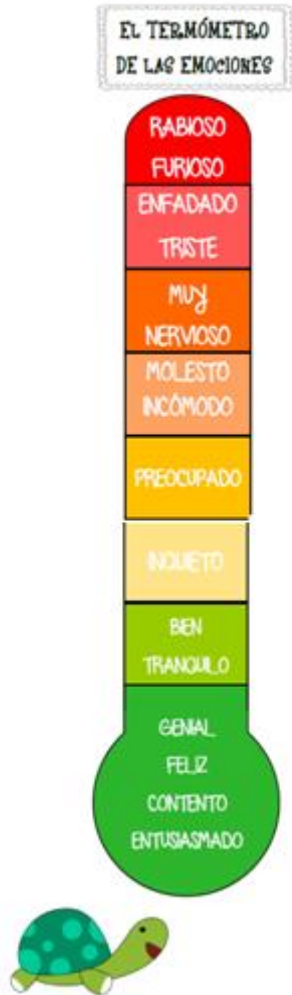 EL TERMÓMETRO
DE LAS EMOCIONES
RABIOSO
FURIOSO
ENFADADO
TRISTE
MUY
NERVIOSO
MOLESTO
INCÓMODO
PREOCUPADO
INQUIETO
BIEN
TRANQUILO
GENIAL
FELIZ
CONTENTO
ENTUSIASMADO